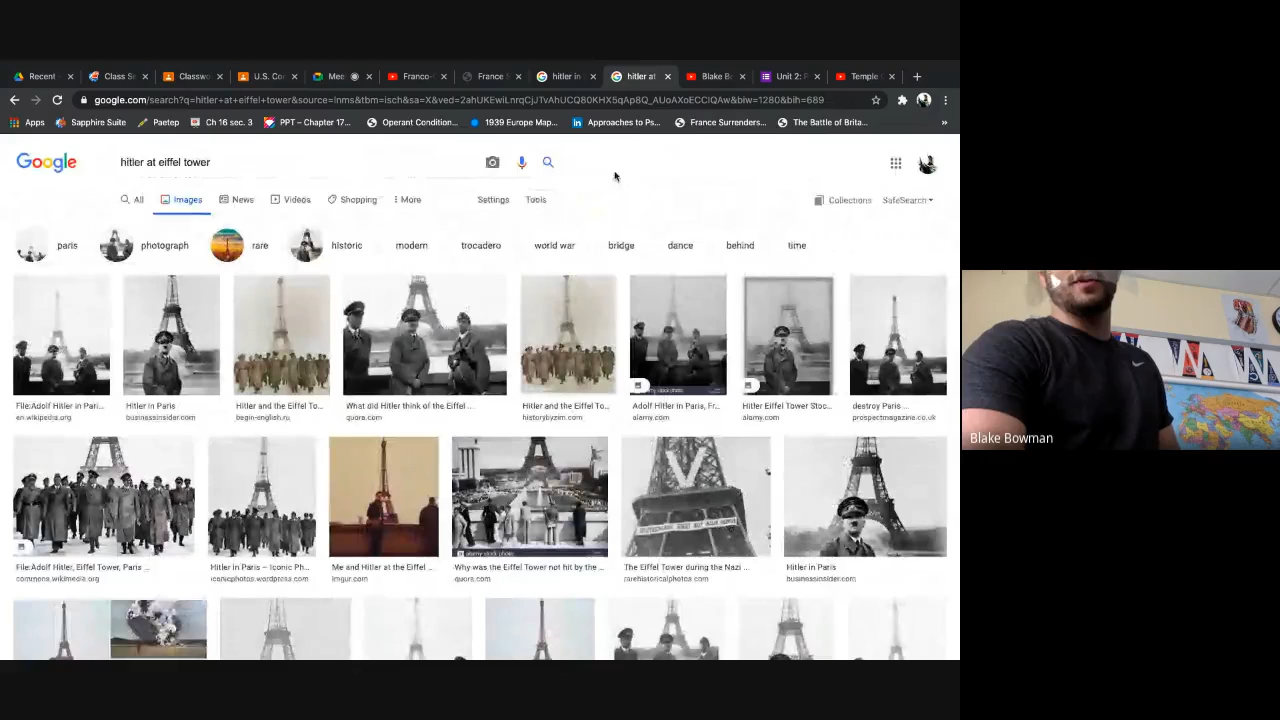 Recent
Class S
Classw
U.S. Co
Mee
Franco-
France S
hitler in
hitler at
Blake B
Unit 2: P
Temple
google.com/search?q=hitler+at+eiffel+tower&source=lnms&tbm=isch&sa=X&ved=2ahUKEwiLnrqCjJTvAhUCQ80KHX5qAp8Q_AUoAXoECCIQAw&biw=1280&bih=689
Apps
Sapphire Suite
Paetep
Ch 16 sec. 3
PPT – Chapter 17...
Operant Condition...
1939 Europe Map...
Approaches to Ps...
France Surrenders...
The Battle of Brita...
»
Google
hitler at eiffel tower
All
Images
News
Videos
Shopping
More
Settings
Tools
Collections
SafeSearch
paris
photograph
rare
historic
modern
trocadero
world war
bridge
dance
behind
time
File:Adolf Hitler in Pari...
en.wikipedia.org
Hitler in Paris
businessinsider.com
Hitler and the Eiffel To...
begin-english.ru
What did Hitler think of the Eiffel ...
quora.com
Hitler and the Eiffel To...
historybyzim.com
alamy stock photo
Adolf Hitler in Paris, Fr...
alamy.com
Hitler Eiffel Tower Stoc...
alamy.com
destroy Paris ...
prospectmagazine.co.uk
File:Adolf Hitler, Eiffel Tower, Paris ...
commons.wikimedia.org
Hitler in Paris – Iconic Ph...
iconicphotos.wordpress.com
Me and Hitler at the Eiffel ...
imgur.com
alamy stock photo
Why was the Eiffel Tower not hit by the ...
quora.com
V
The Eiffel Tower during the Nazi ...
rarehistoricalphotos.com
Hitler in Paris
businessinsider.com
Blake Bowman